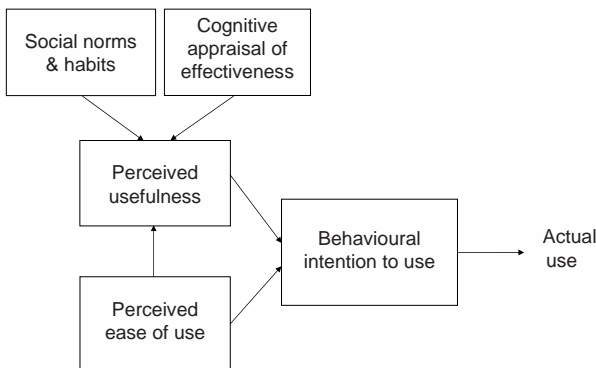 Social norms
& habits
Cognitive
appraisal of
effectiveness
Perceived
usefulness
Behavioural
intention to use
Actual
use
Perceived
ease of use